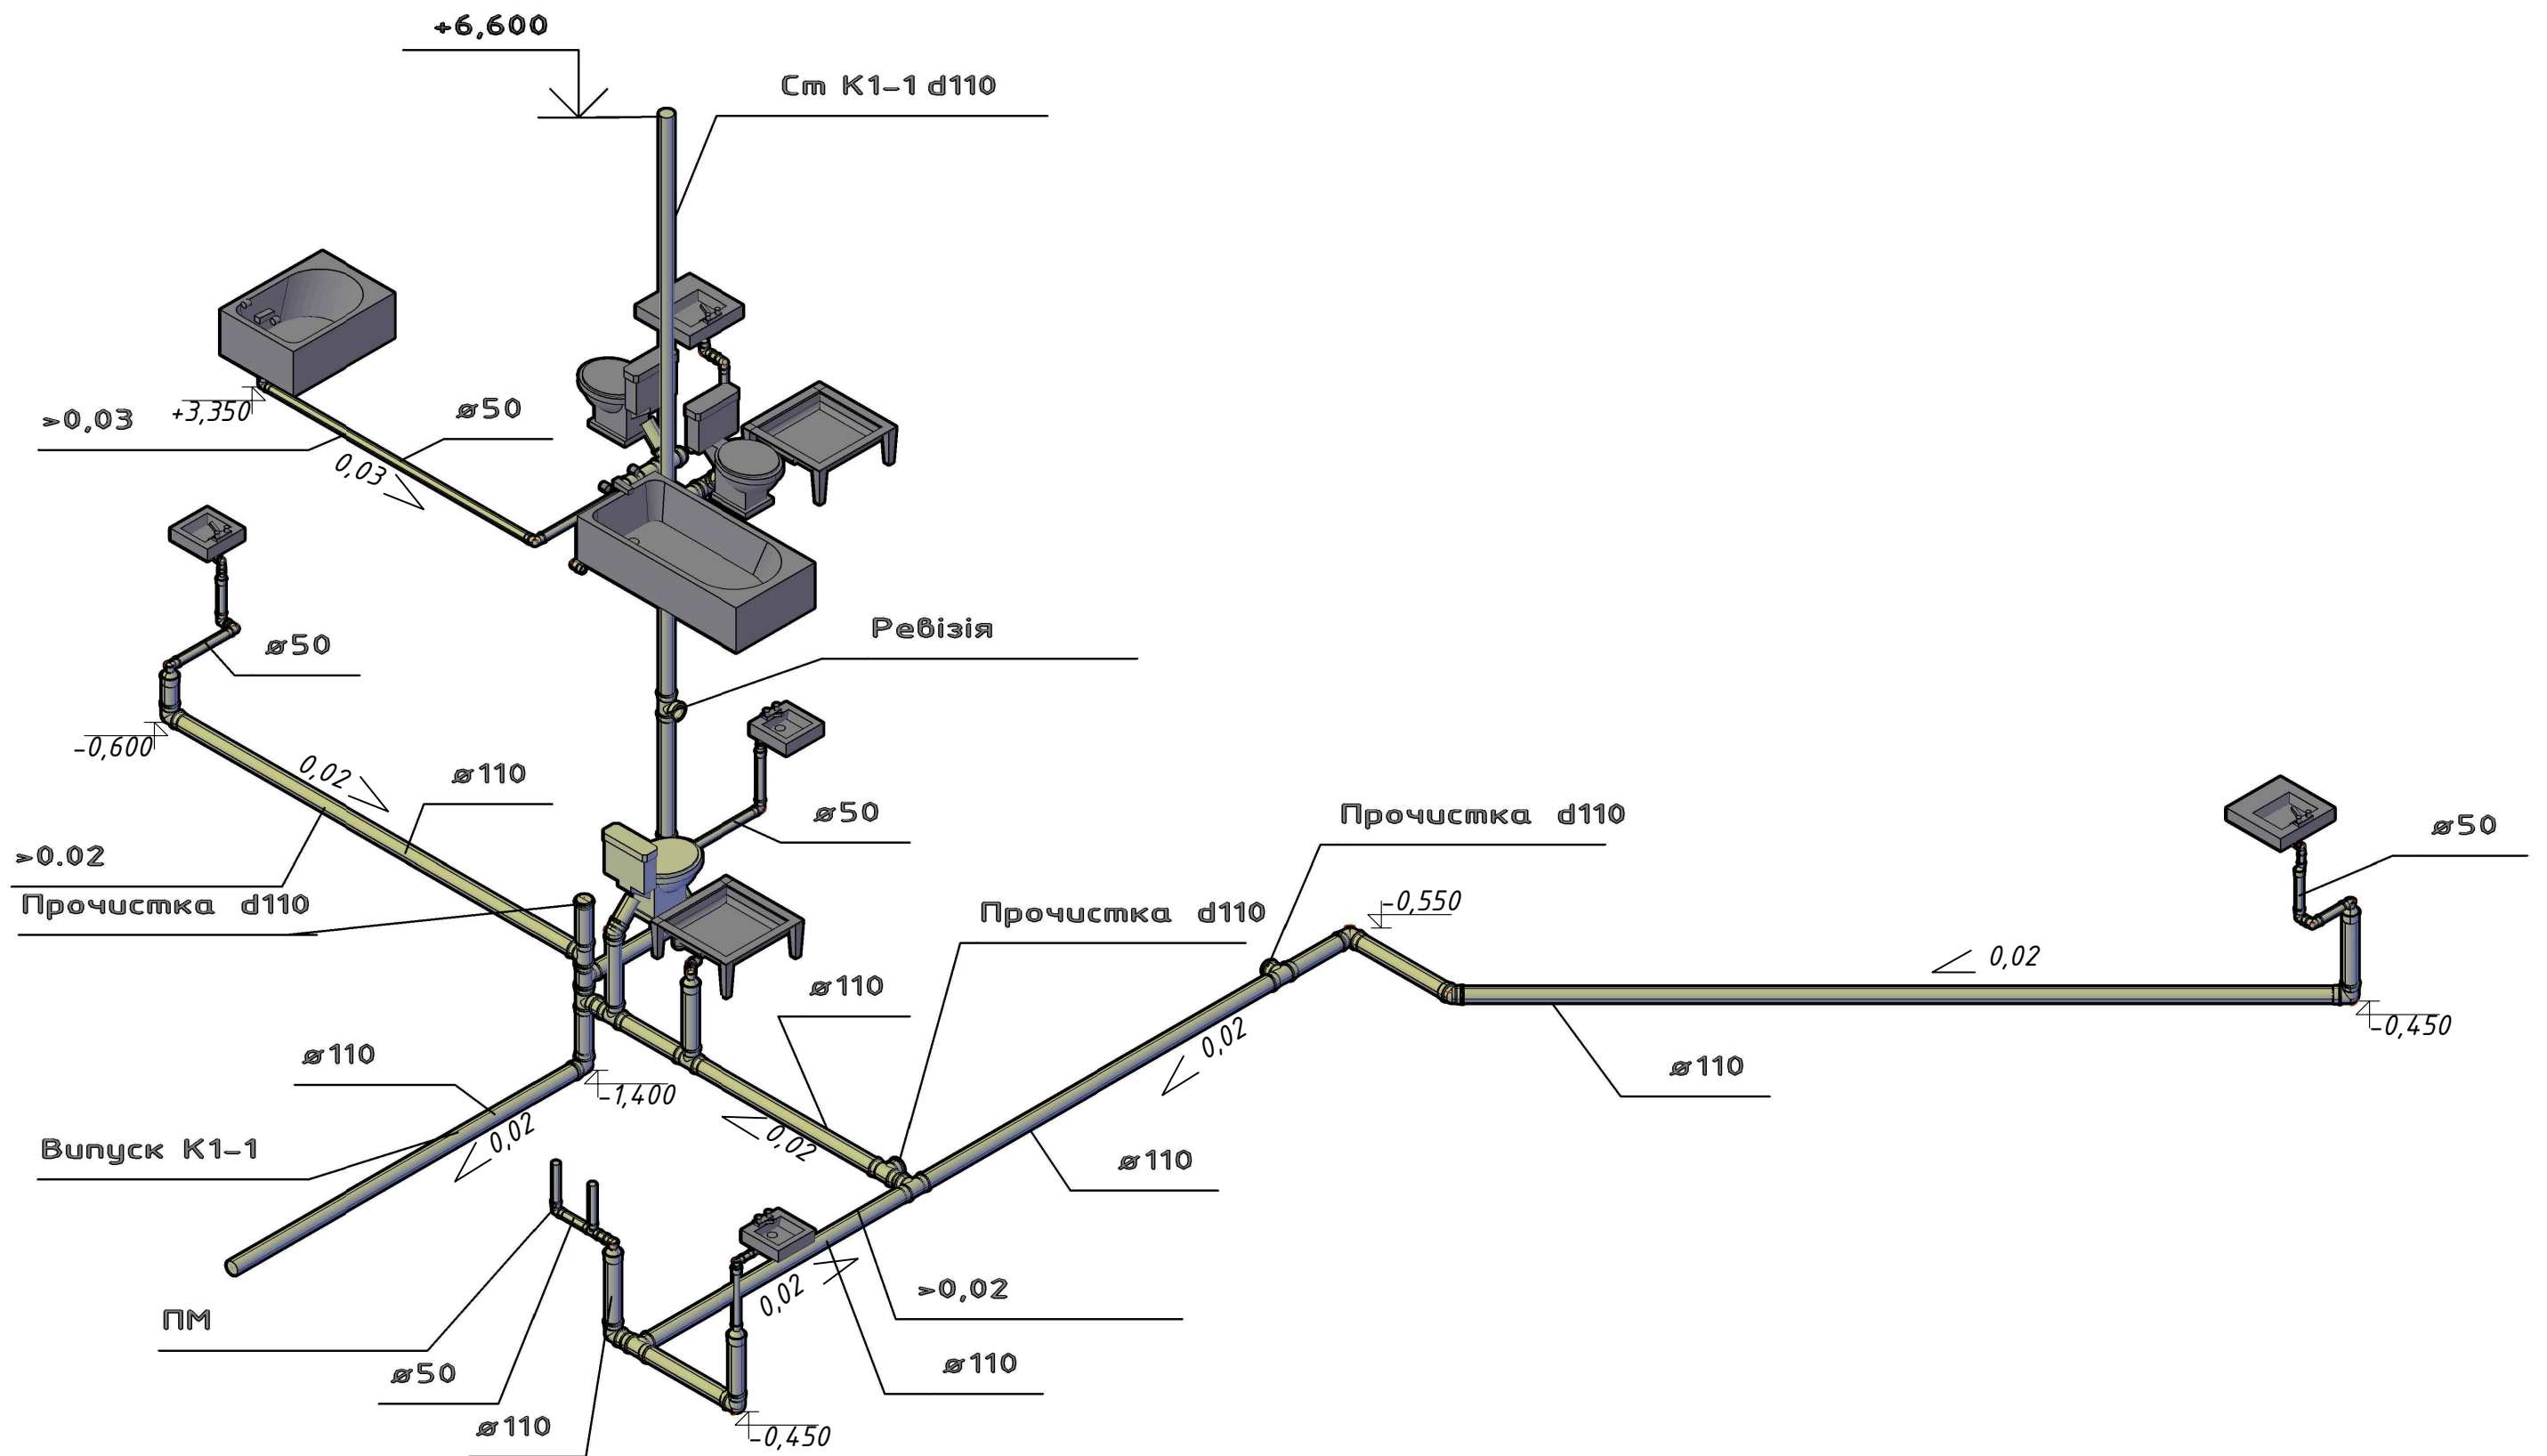 +6,600
Ст К1-1 d110
+3,350
>0,03
ø50
0,03
Ревізія
ø50
-0,600
0,02
ø110
ø50
Прочистка d110
ø50
>0.02
Прочистка d110
Прочистка d110
-0,550
0,02
ø110
-0,450
0,02
ø110
ø110
-1,400
0,02
0,02
Випуск К1-1
ø110
0,02
>0,02
ПМ
ø50
ø110
ø110
-0,450